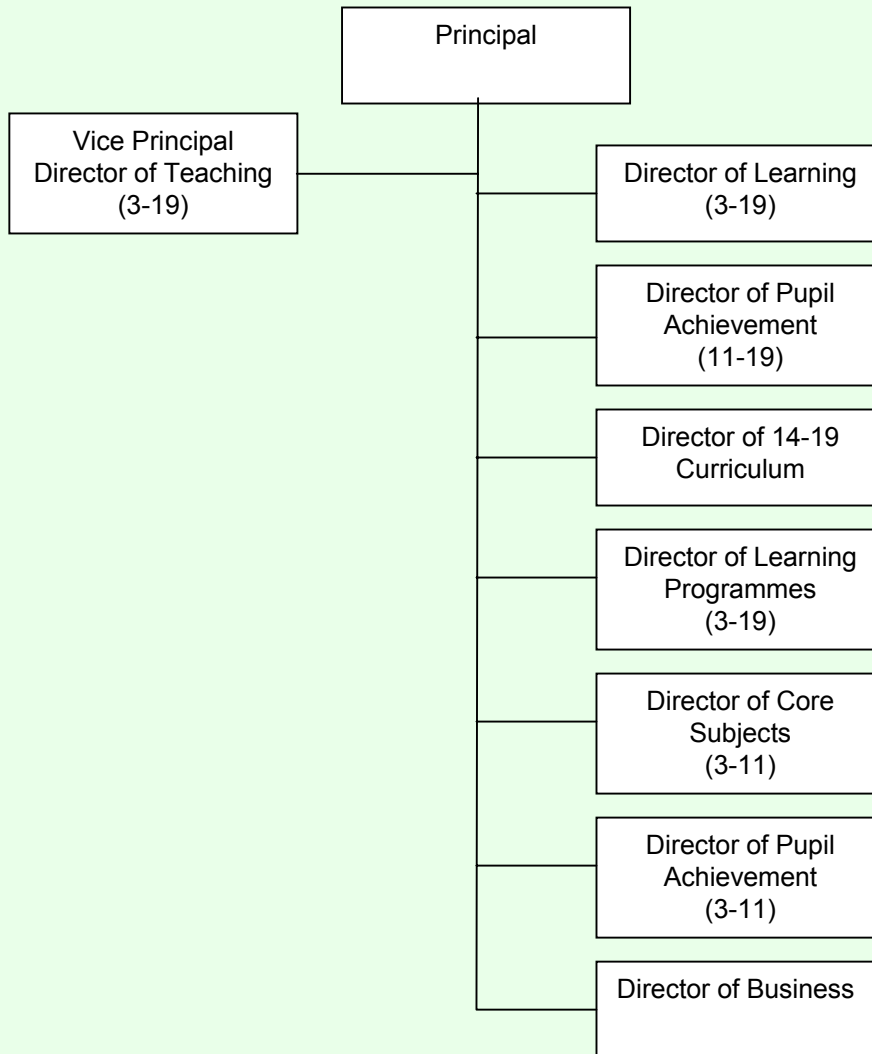 Principal
Vice Principal
Director of Teaching
(3-19)
Director of Learning
(3-19)
Director of Pupil
Achievement
(11-19)
Director of 14-19
Curriculum
Director of Learning
Programmes
(3-19)
Director of Core
Subjects
(3-11)
Director of Pupil
Achievement
(3-11)
Director of Business